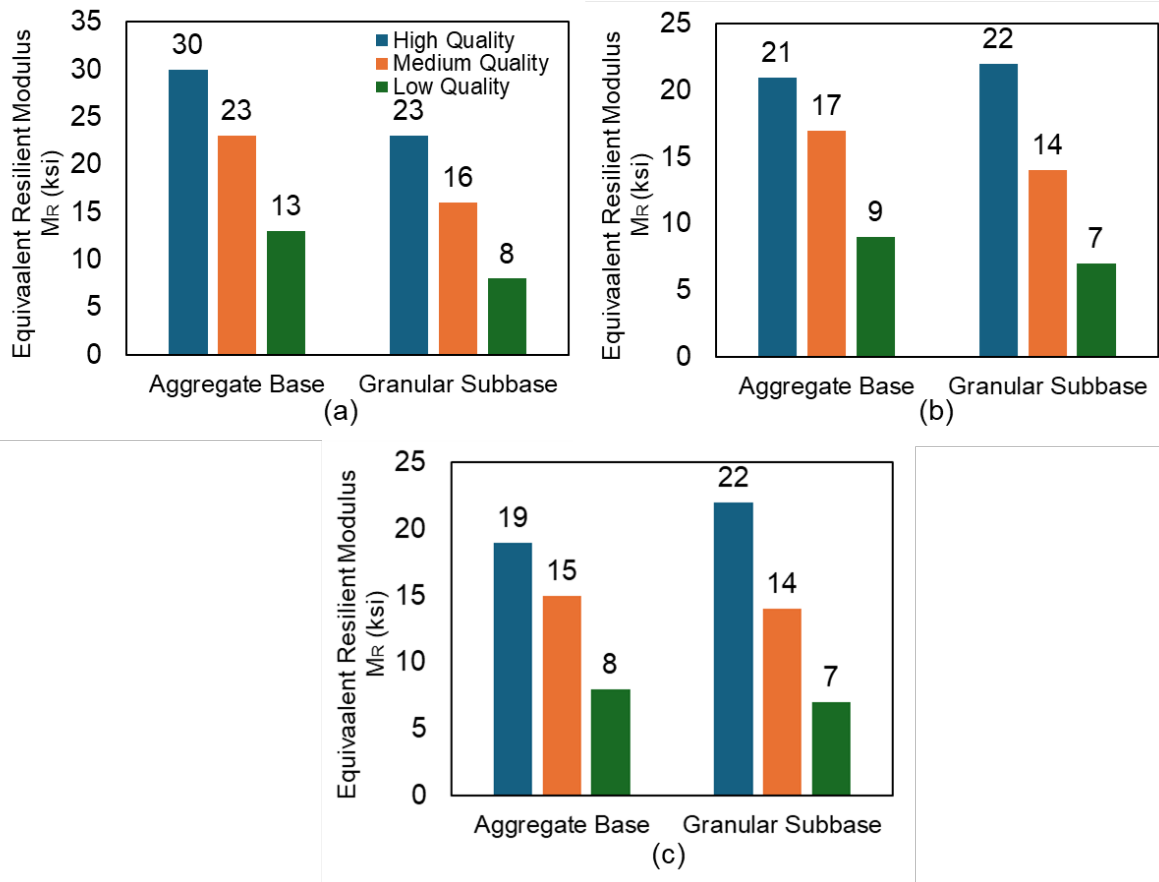 Equivaalent Resilient Modulus
MR (ksi)
35
30
25
20
15
10
5
0
High Quality
Medium Quality
Low Quality
30
23
13
23
16
8
Aggregate Base
Granular Subbase
(a)
Equivaalent Resilient Modulus
MR (ksi)
25
20
15
10
5
0
21
17
9
22
14
7
Aggregate Base
Granular Subbase
(b)
Equivaalent Resilient Modulus
MR (ksi)
25
20
15
10
5
0
19
15
8
22
14
7
Aggregate Base
Granular Subbase
(c)